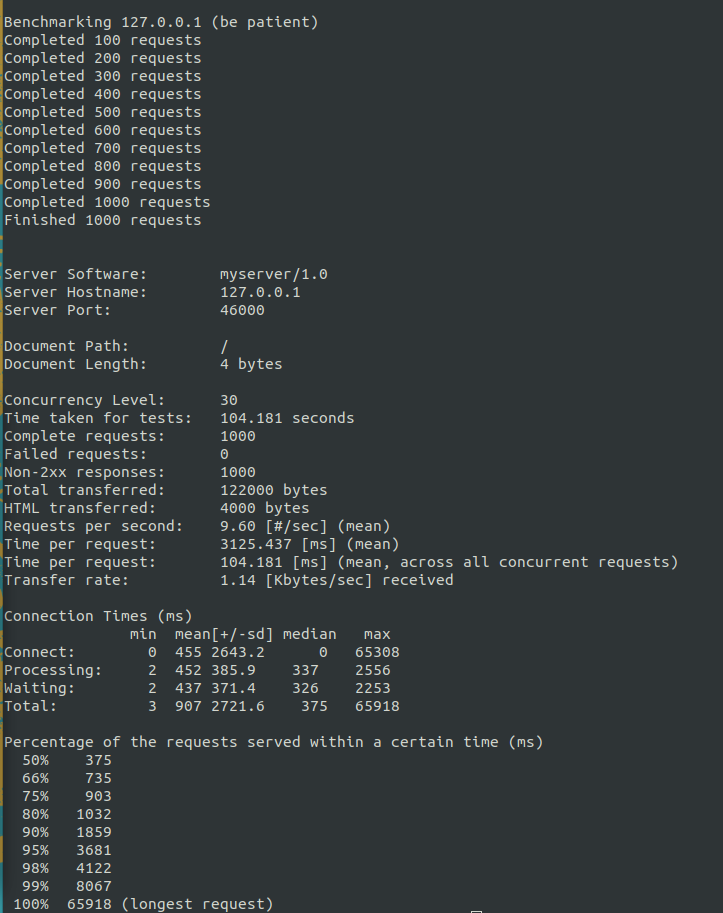 Benchmarking 127.0.0.1 (be patient)
Completed 100 requests
Completed 200 requests
Completed 300 requests
Completed 400 requests
Completed 500 requests
Completed 600 requests
Completed 700 requests
Completed 800 requests
Completed 900 requests
Completed 1000 requests
Finished 1000 requests
Server Software:        myserver/1.0
Server Hostname:        127.0.0.1
Server Port:            46000
Document Path:          /
Document Length:        4 bytes
Concurrency Level:      30
Time taken for tests:   104.181 seconds
Complete requests:      1000
Failed requests:        0
Non-2xx responses:      1000
Total transferred:      122000 bytes
HTML transferred:       4000 bytes
Requests per second:    9.60 [#/sec] (mean)
Time per request:       3125.437 [ms] (mean)
Time per request:       104.181 [ms] (mean, across all concurrent requests)
Transfer rate:          1.14 [Kbytes/sec] received
Connection Times (ms)
              min  mean[+/-sd] median   max
Connect:        0  455 2643.2      0   65308
Processing:     2  452 385.9    337    2556
Waiting:        2  437 371.4    326    2253
Total:          3  907 2721.6    375   65918
Percentage of the requests served within a certain time (ms)
  50%    375
  66%    735
  75%    903
  80%   1032
  90%   1859
  95%   3681
  98%   4122
  99%   8067
 100%  65918 (longest request)